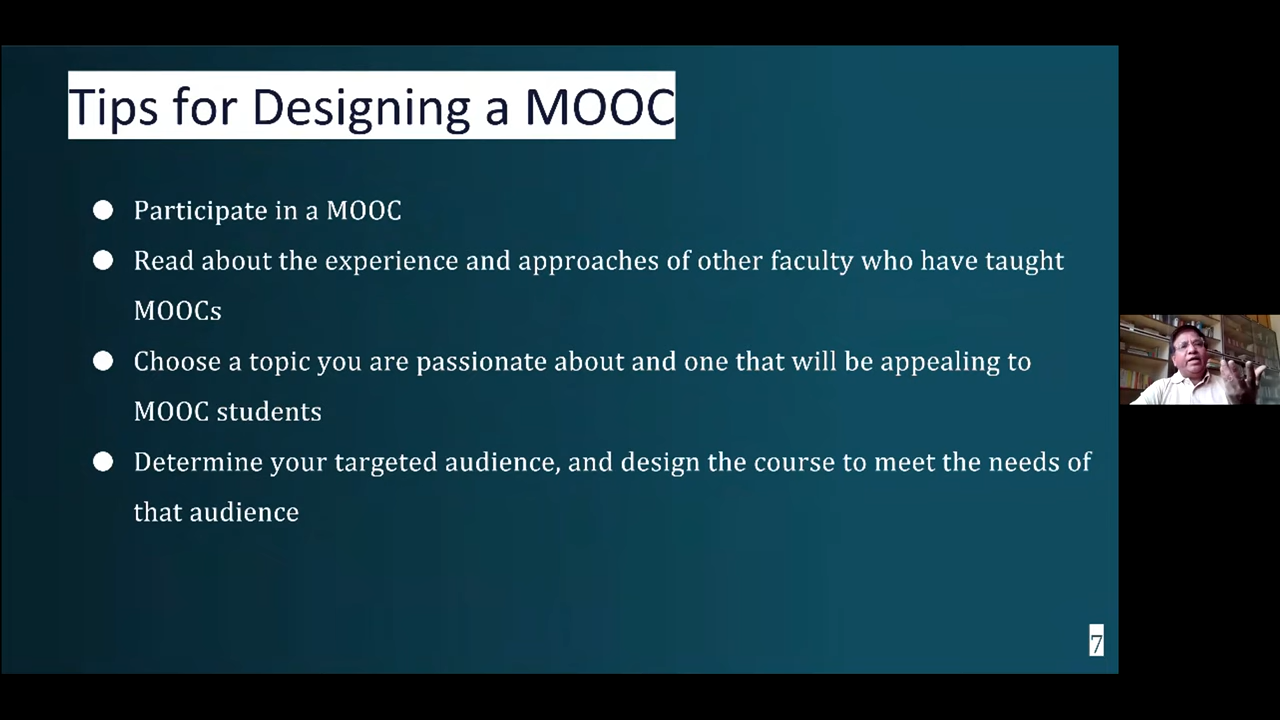 Tips for Designing a MOOC
Participate in a MOOC
Read about the experience and approaches of other faculty who have taught
MOOCs
Choose a topic you are passionate about and one that will be appealing to
MOOC students
Determine your targeted audience, and design the course to meet the needs of
that audience
7